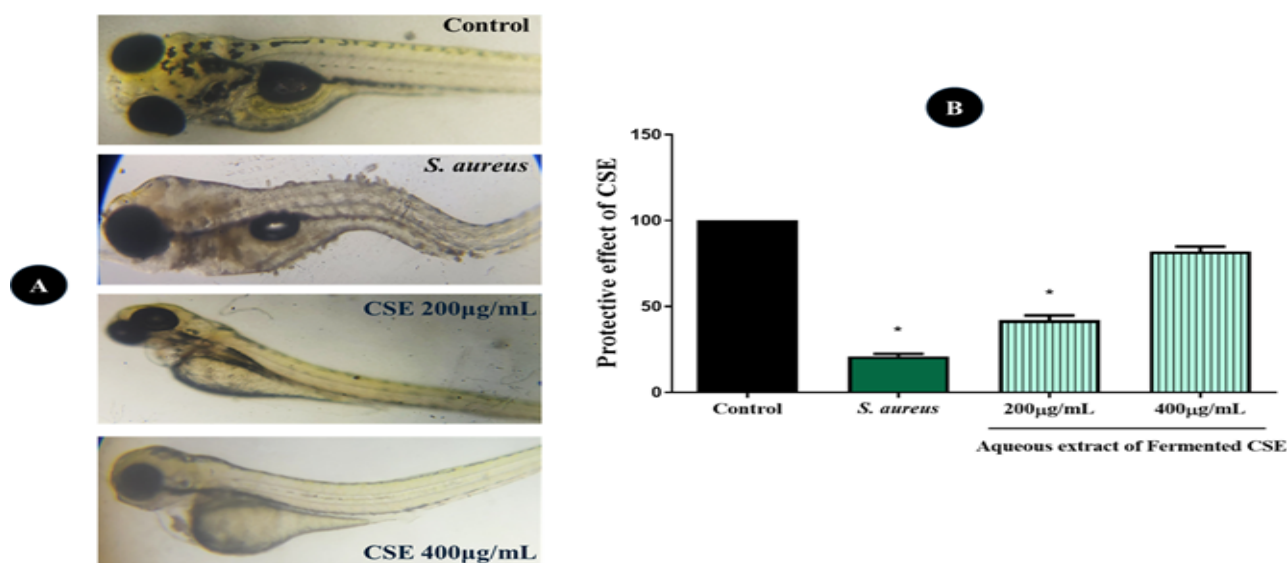 A
Control
S. aureus
CSE 200µg/mL
CSE 400µg/mL
B
Protective effect of CSE
150
100
50
0
*
*
Control
S. aureus
200µg/mL
400µg/mL
Aqueous extract of Fermented CSE